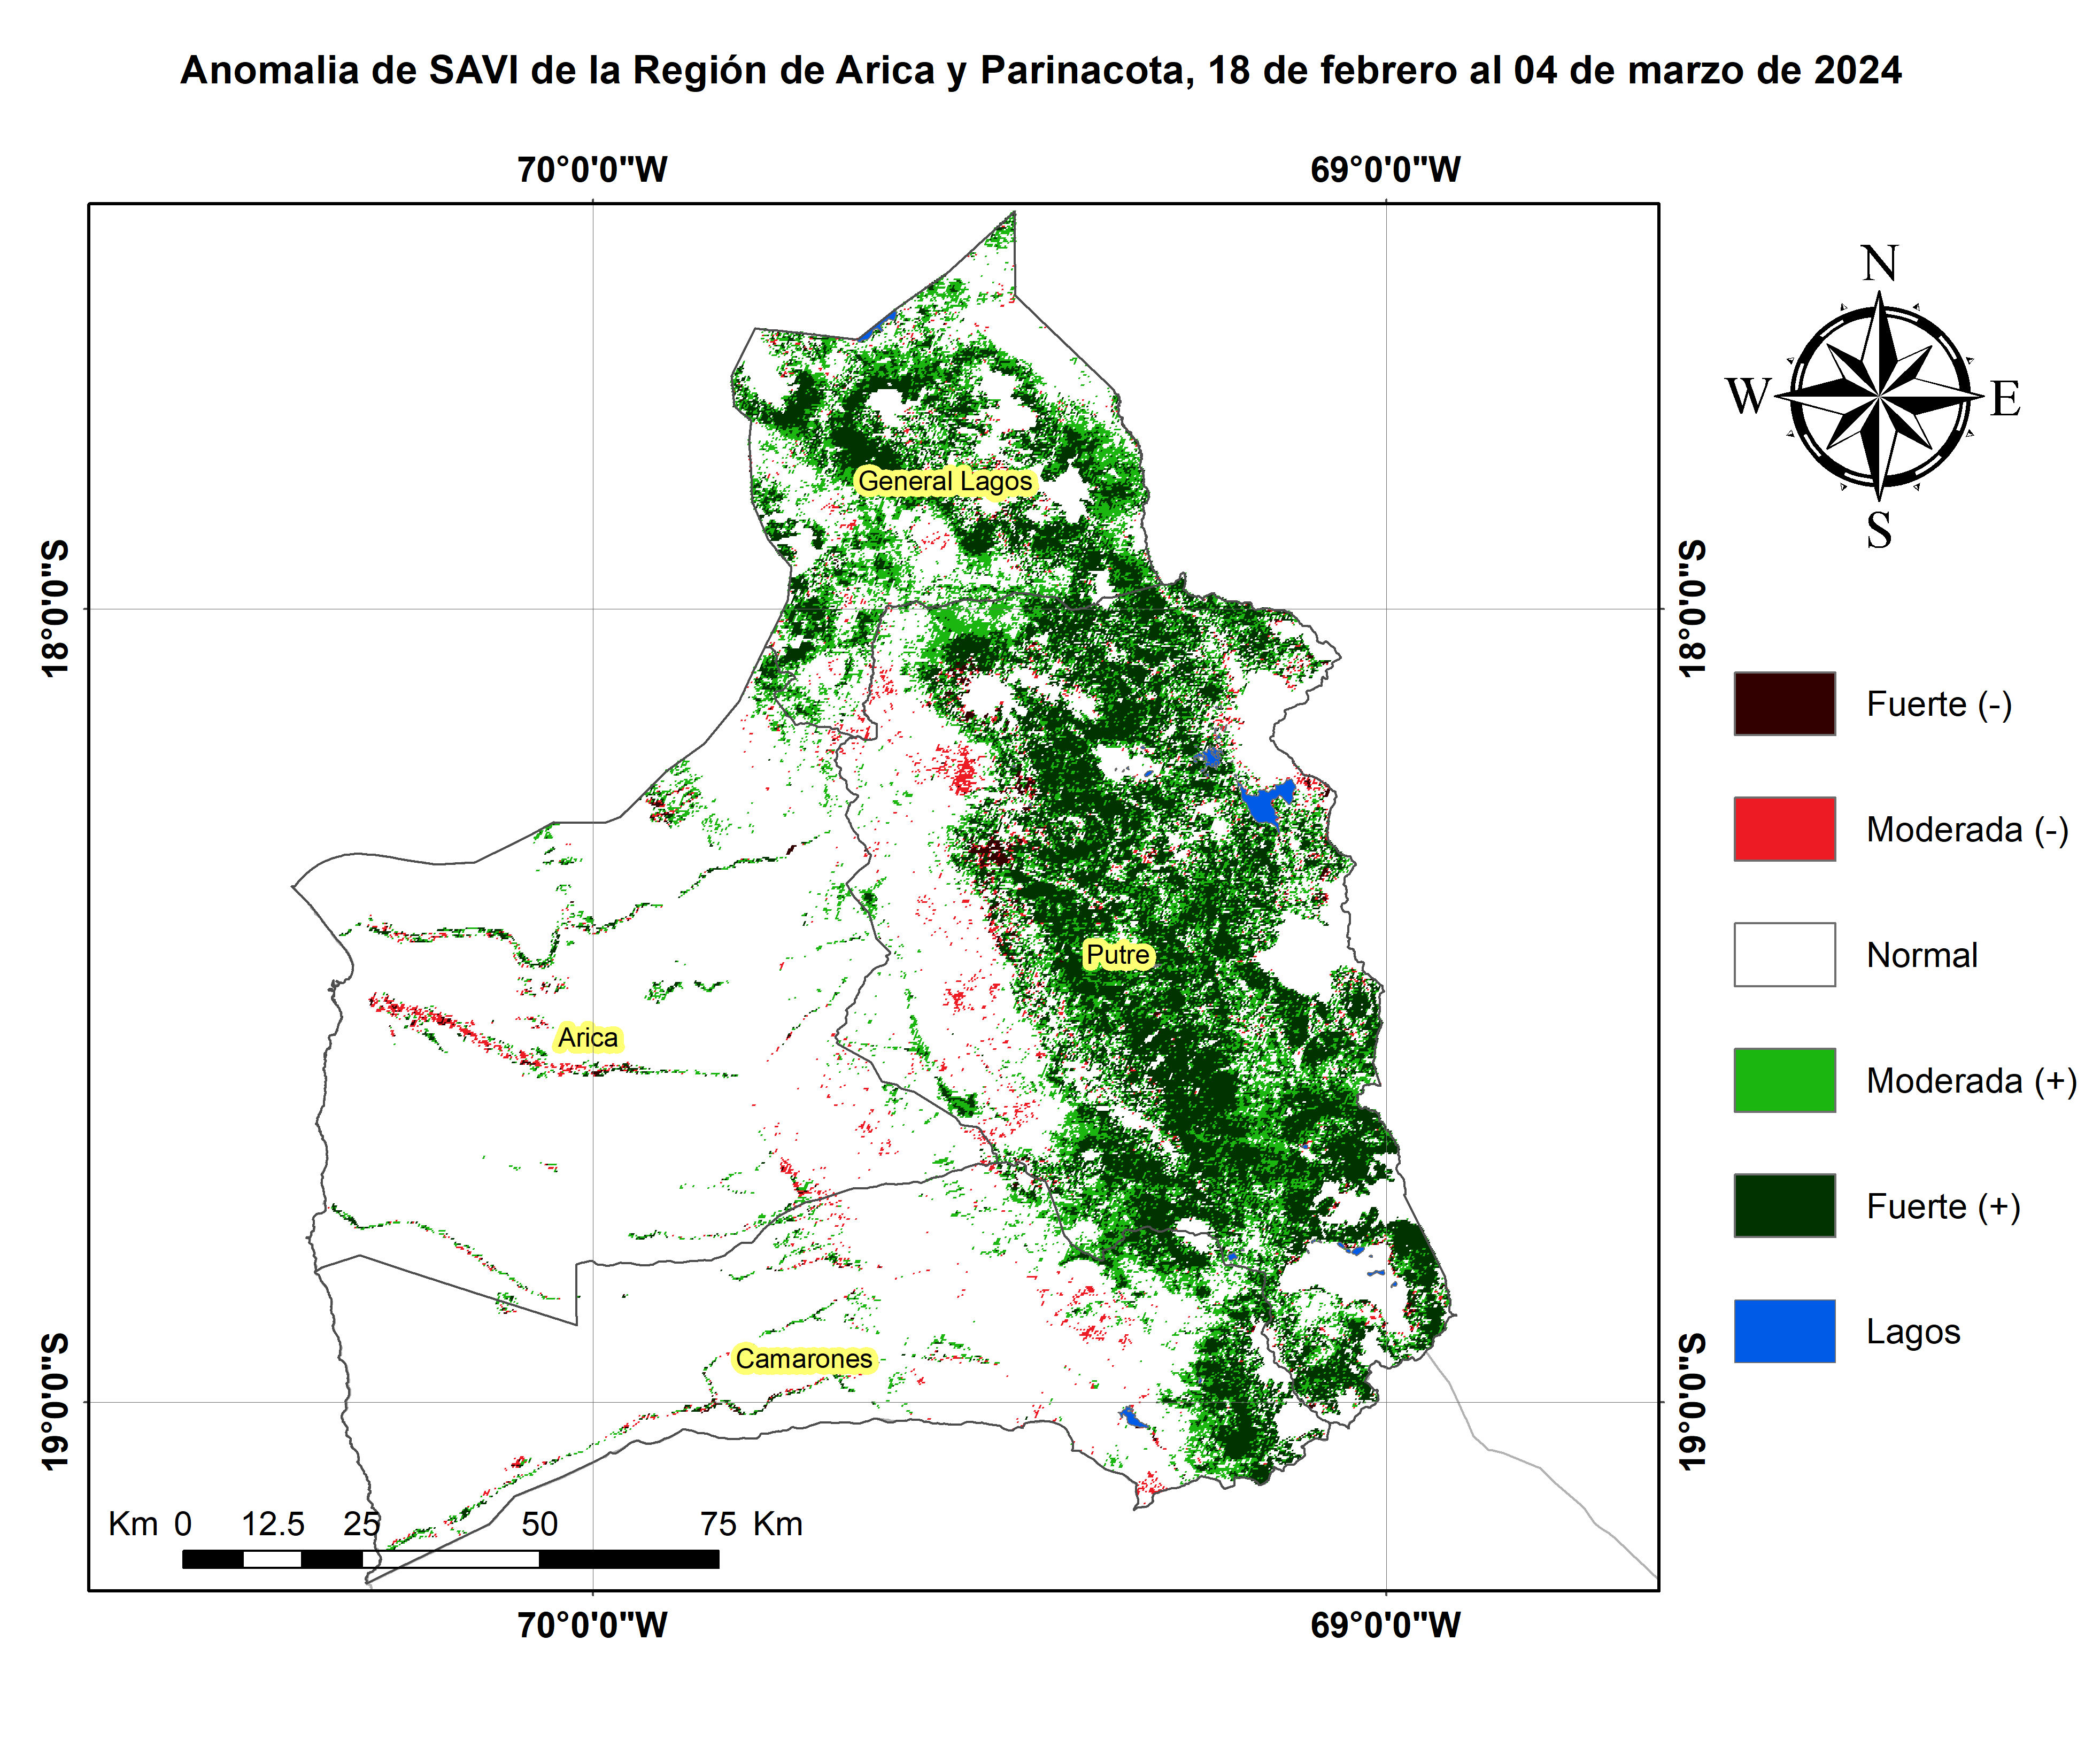 Anomalia de SAVI de la Región de Arica y Parinacota, 18 de febrero al 04 de marzo de 2024
70°0'0"W
69°0'0"W
N
W
E
S
General Lagos
18°0'0"S
18°0'0"S
Fuerte (-)
Moderada (-)
Normal
Putre
Arica
Moderada (+)
Fuerte (+)
Lagos
Camarones
19°0'0"S
19°0'0"S
Km 0 12.5 25 50 75 Km
70°0'0"W
69°0'0"W